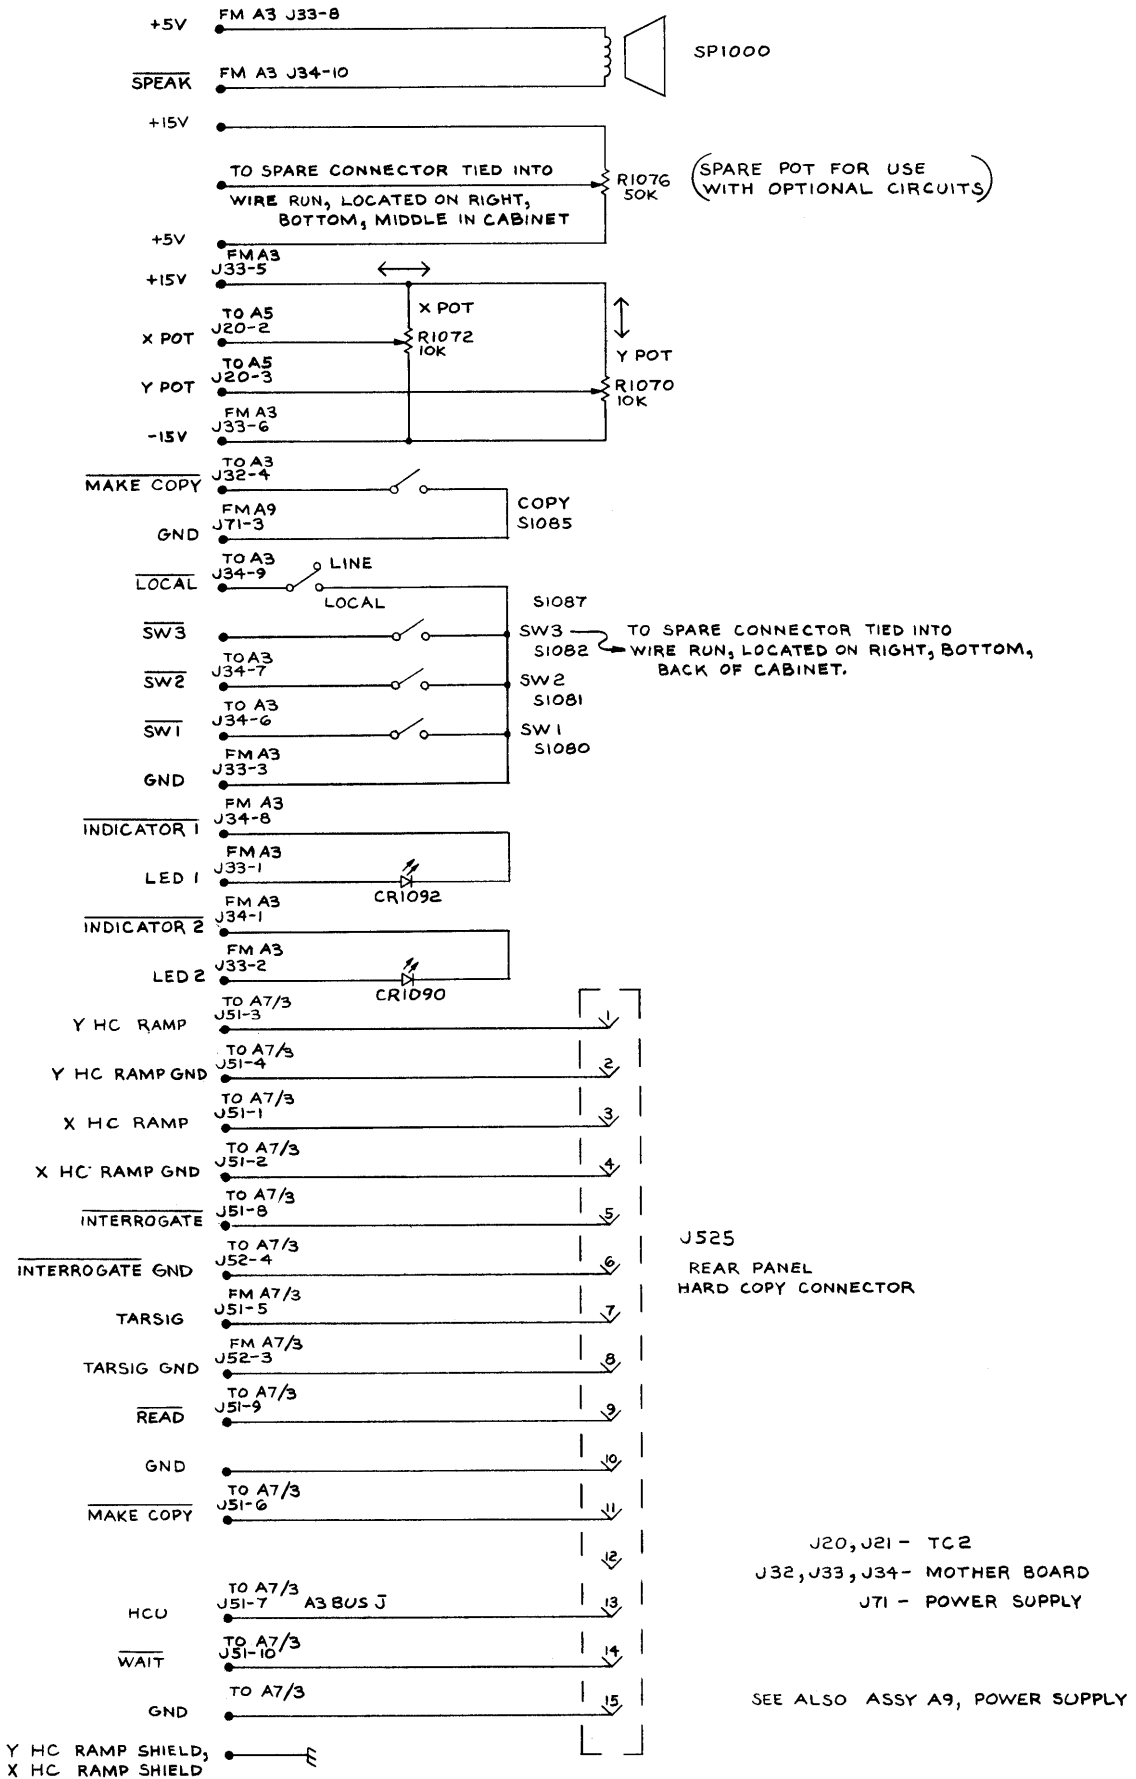 FM A3 J33-8
+5V
SP1000
FM A3 J34-10
SPEAK
+15V
TO SPARE CONNECTOR TIED INTO
WIRE RUN, LOCATED ON RIGHT,
BOTTOM, MIDDLE IN CABINET
R1076
50K
(SPARE POT FOR USE
WITH OPTIONAL CIRCUITS)
+5V
FM A3
J33-5
+15V
X POT
TO A5
J20-2
X POT
R1072
10K
Y POT
TO A5
J20-3
Y POT
R1070
10K
FM A3
J33-6
-15V
TO A3
J32-4
MAKE COPY
COPY
S1085
FM A9
J71-3
GND
TO A3
J34-9
LOCAL
LINE
LOCAL
S1087
SW3
SW3
S1082
TO SPARE CONNECTOR TIED INTO
WIRE RUN, LOCATED ON RIGHT, BOTTOM,
BACK OF CABINET.
TO A3
J34-7
SW2
SW2
S1081
TO A3
J34-6
SW1
SW1
S1080
FM A3
J33-3
GND
FM A3
J34-8
INDICATOR 1
FM A3
J33-1
LED 1
CR1092
FM A3
J34-1
INDICATOR 2
FM A3
J33-2
LED 2
CR1090
TO A7/3
J51-3
Y HC RAMP
1
TO A7/3
J51-4
Y HC RAMP GND
2
TO A7/3
J51-1
X HC RAMP
3
TO A7/3
J51-2
X HC RAMP GND
4
TO A7/3
J51-8
INTERROGATE
5
TO A7/3
J52-4
INTERROGATE GND
6
J525
REAR PANEL
HARD COPY CONNECTOR
FM A7/3
J51-5
TARSIG
7
FM A7/3
J52-3
TARSIG GND
8
TO A7/3
J51-9
READ
9
GND
10
TO A7/3
J51-6
MAKE COPY
11
12
J20, J21 - TC2
J32, J33, J34 - MOTHER BOARD
J71 - POWER SUPPLY
TO A7/3
J51-7 A3 BUS J
HCU
13
TO A7/3
J51-10
WAIT
14
TO A7/3
GND
15
SEE ALSO ASSY A9, POWER SUPPLY
Y HC RAMP SHIELD,
X HC RAMP SHIELD